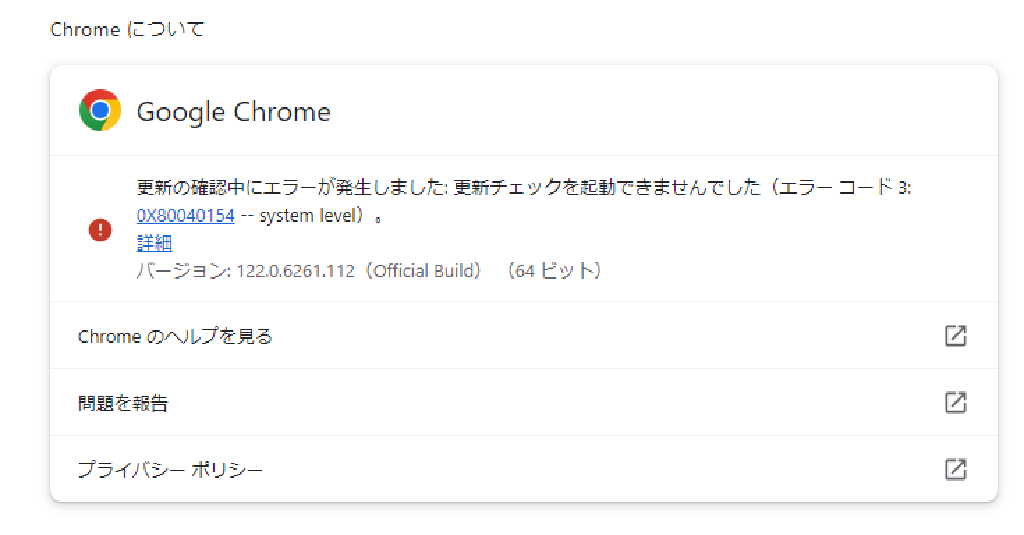 Chrome について
Google Chrome
更新の確認中にエラーが発生しました: 更新チェックを起動できませんでした（エラー コード 3:
0X80040154 -- system level）。
詳細
バージョン: 122.0.6261.112（Official Build） （64 ビット）
Chrome のヘルプを見る
問題を報告
プライバシー ポリシー